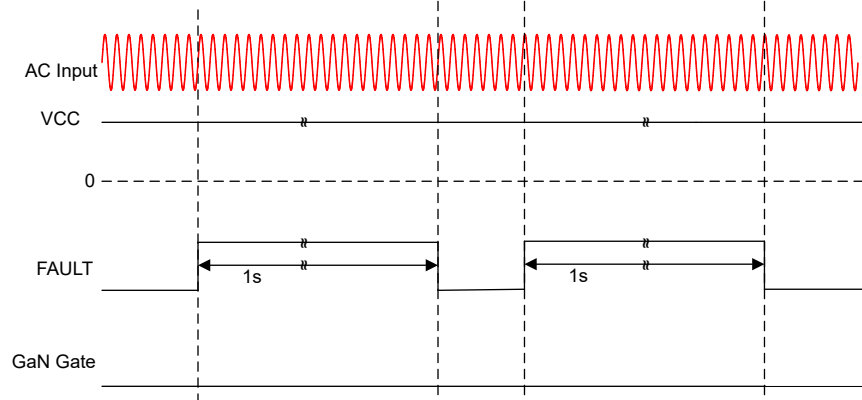 AC Input
VCC
0
FAULT
1s
1s
GaN Gate